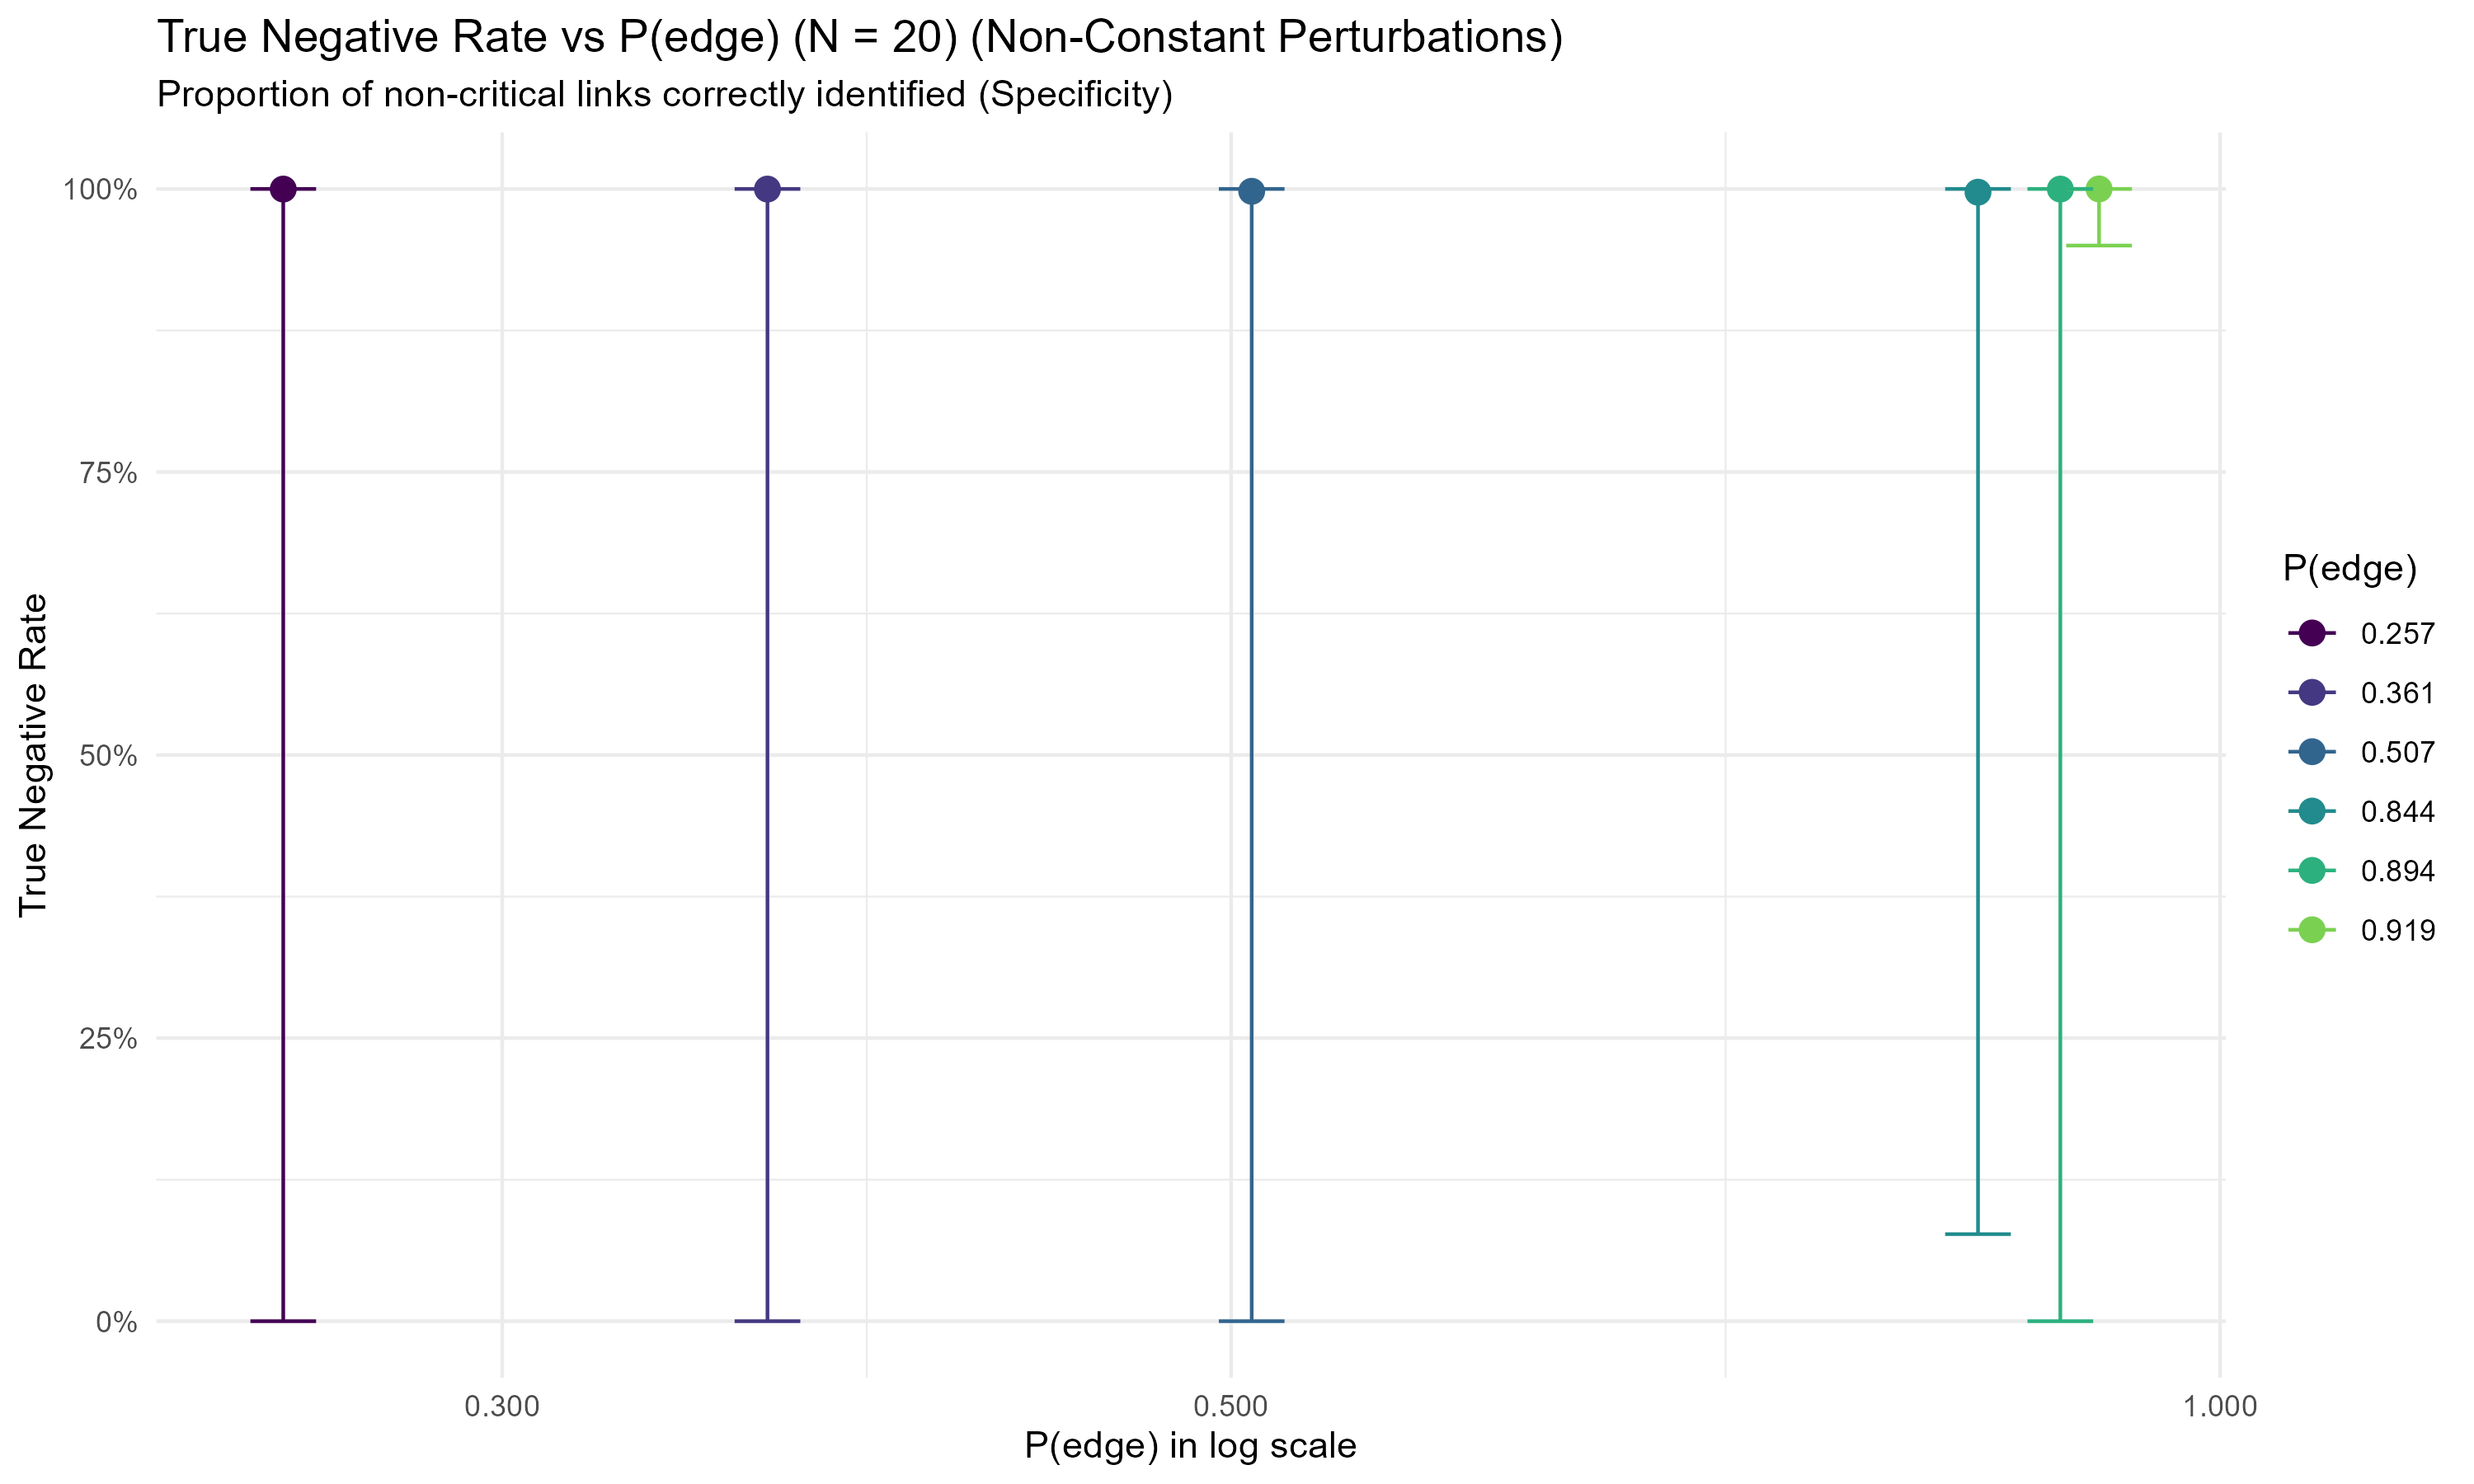 True Negative Rate vs P(edge) (N = 20) (Non-Constant Perturbations)
Proportion of non-critical links correctly identified (Specificity)
True Negative Rate
100%
75%
50%
25%
0%
0.300
0.500
1.000
P(edge) in log scale
P(edge)
0.257
0.361
0.507
0.844
0.894
0.919